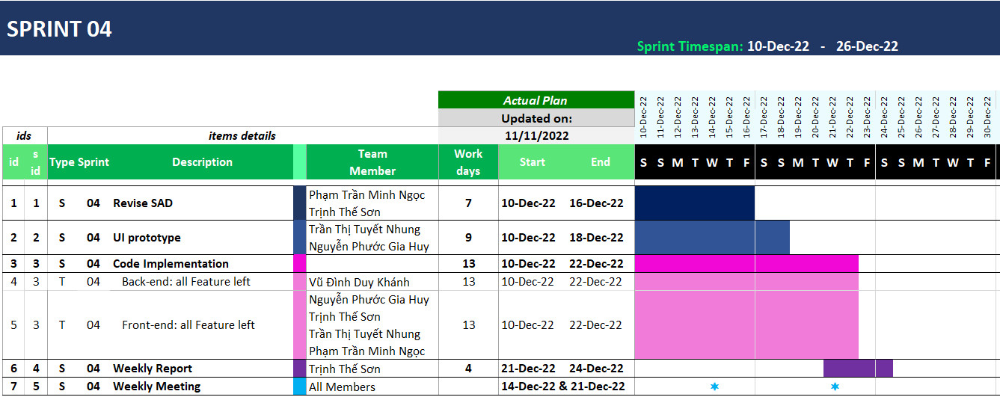 SPRINT 04
Sprint Timespan: 10-Dec-22 - 26-Dec-22
Actual Plan
Updated on:
ids items details 11/11/2022
10-Dec-22 11-Dec-22 12-Dec-22 13-Dec-22 14-Dec-22 15-Dec-22 16-Dec-22 17-Dec-22 18-Dec-22 19-Dec-22 20-Dec-22 21-Dec-22 22-Dec-22 23-Dec-22 24-Dec-22 25-Dec-22 26-Dec-22 27-Dec-22 28-Dec-22 29-Dec-22 30-Dec-22
id s id Type Sprint Description Team Member Work days Start End S S M T W T F S S M T W T F S S M T W T F
1 1 S 04 Revise SAD Phạm Trần Minh Ngọc 7 10-Dec-22 16-Dec-22
Trịnh Thế Sơn
2 2 S 04 UI prototype Trần Thị Tuyết Nhung 9 10-Dec-22 18-Dec-22
Nguyễn Phước Gia Huy
3 3 S 04 Code Implementation 13 10-Dec-22 22-Dec-22
4 3 T 04 Back-end: all Feature left Vũ Đình Duy Khánh 13 10-Dec-22 22-Dec-22
5 3 T 04 Front-end: all Feature left Nguyễn Phước Gia Huy 13 10-Dec-22 22-Dec-22
Trịnh Thế Sơn
Trần Thị Tuyết Nhung
Phạm Trần Minh Ngọc
6 4 S 04 Weekly Report Trịnh Thế Sơn 4 21-Dec-22 24-Dec-22
7 5 S 04 Weekly Meeting All Members 14-Dec-22 & 21-Dec-22